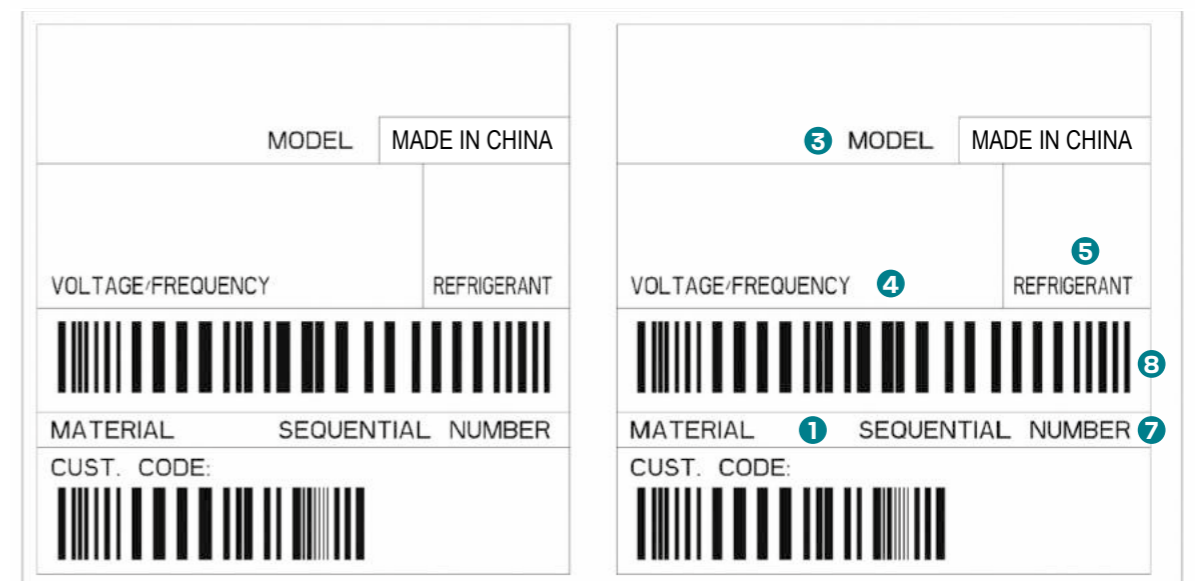 MODEL MADE IN CHINA
VOLTAGE/FREQUENCY REFRIGERANT
MATERIAL SEQUENTIAL NUMBER
CUST. CODE:
3 MODEL MADE IN CHINA
5
VOLTAGE/FREQUENCY 4 REFRIGERANT
8
MATERIAL 1 SEQUENTIAL NUMBER 7
CUST. CODE: